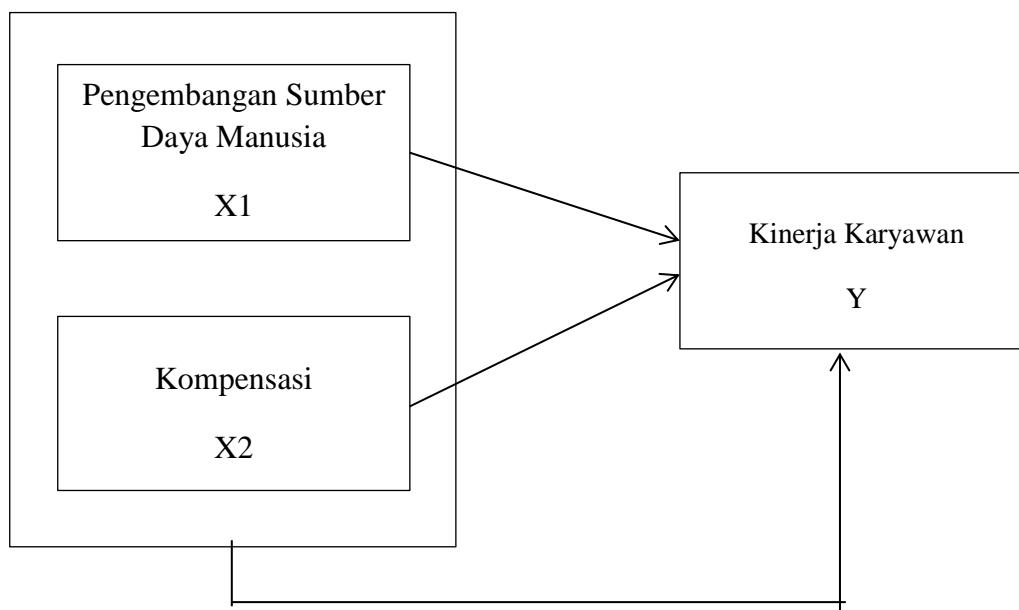 Pengembangan Sumber
Daya Manusia
X1
Kompensasi
X2
Kinerja Karyawan
Y